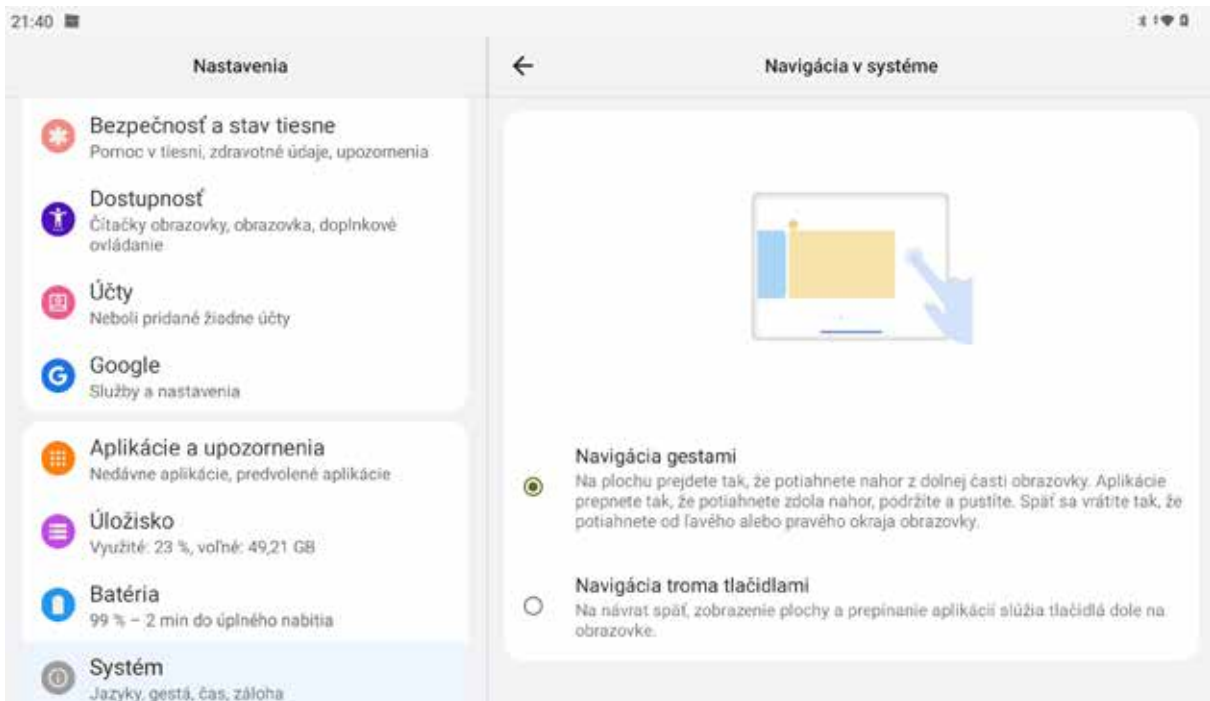 21:40
Nastavenia
Bezpečnosť a stav tiesne
Pomoc v tiesni, zdravotné údaje, upozornenia
Dostupnosť
Čítačky obrazovky, obrazovka, doplnkové
ovládanie
Účty
Neboli pridané žiadne účty
Google
Služby a nastavenia
Aplikácie a upozornenia
Nedávne aplikácie, predvolené aplikácie
Úložisko
Využité: 23 %, voľné: 49,21 GB
Batéria
99 % – 2 min do úplného nabitia
Systém
Jazyky, gestá, čas, záloha
Navigácia v systéme
Navigácia gestami
Na plochu prejdete tak, že potiahnete nahor z dolnej časti obrazovky. Aplikácie
prepnete tak, že potiahnete zdola nahor, podržíte a pustíte. Späť sa vrátite tak, že
potiahnete od ľavého alebo pravého okraja obrazovky.
Navigácia troma tlačidlami
Na návrat späť, zobrazenie plochy a prepínanie aplikácií slúžia tlačidlá dole na
obrazovke.